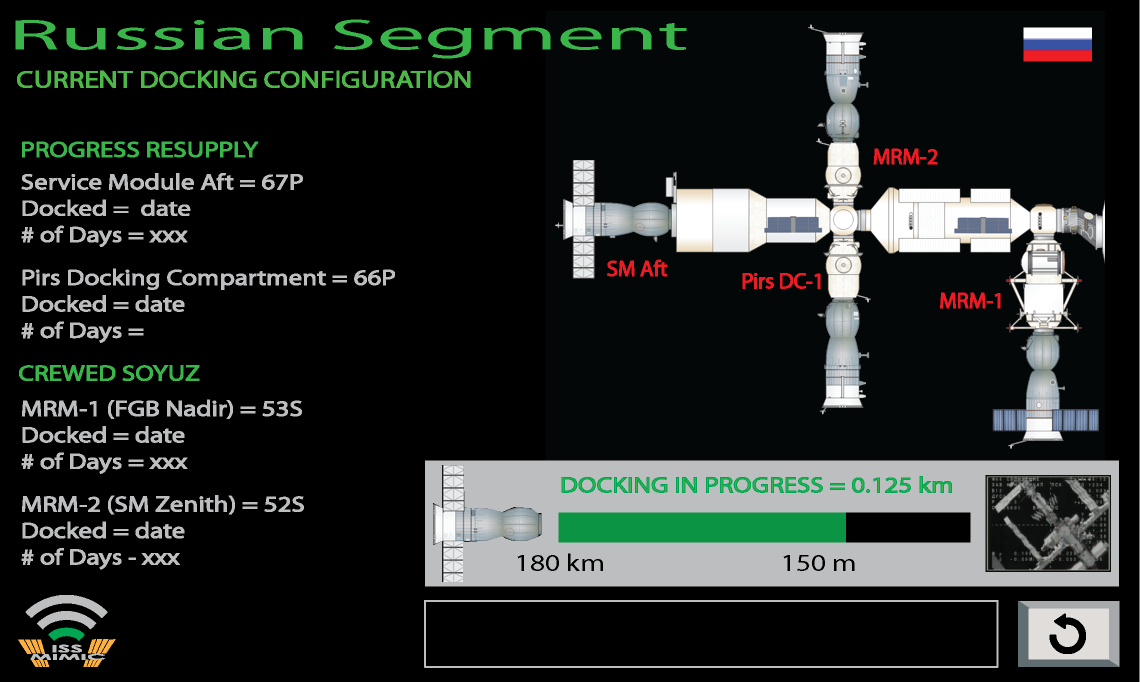 Russian Segment
CURRENT DOCKING CONFIGURATION
PROGRESS RESUPPLY
Service Module Aft = 67P
Docked =  date
# of Days = xxx
Pirs Docking Compartment = 66P
Docked = date
# of Days =
CREWED SOYUZ
MRM-1 (FGB Nadir) = 53S
Docked = date
# of Days = xxx
MRM-2 (SM Zenith) = 52S
Docked = date
# of Days - xxx
MRM-2
SM Aft
Pirs DC-1
MRM-1
DOCKING IN PROGRESS = 0.125 km
180 km
150 m
ISS
MIMIC